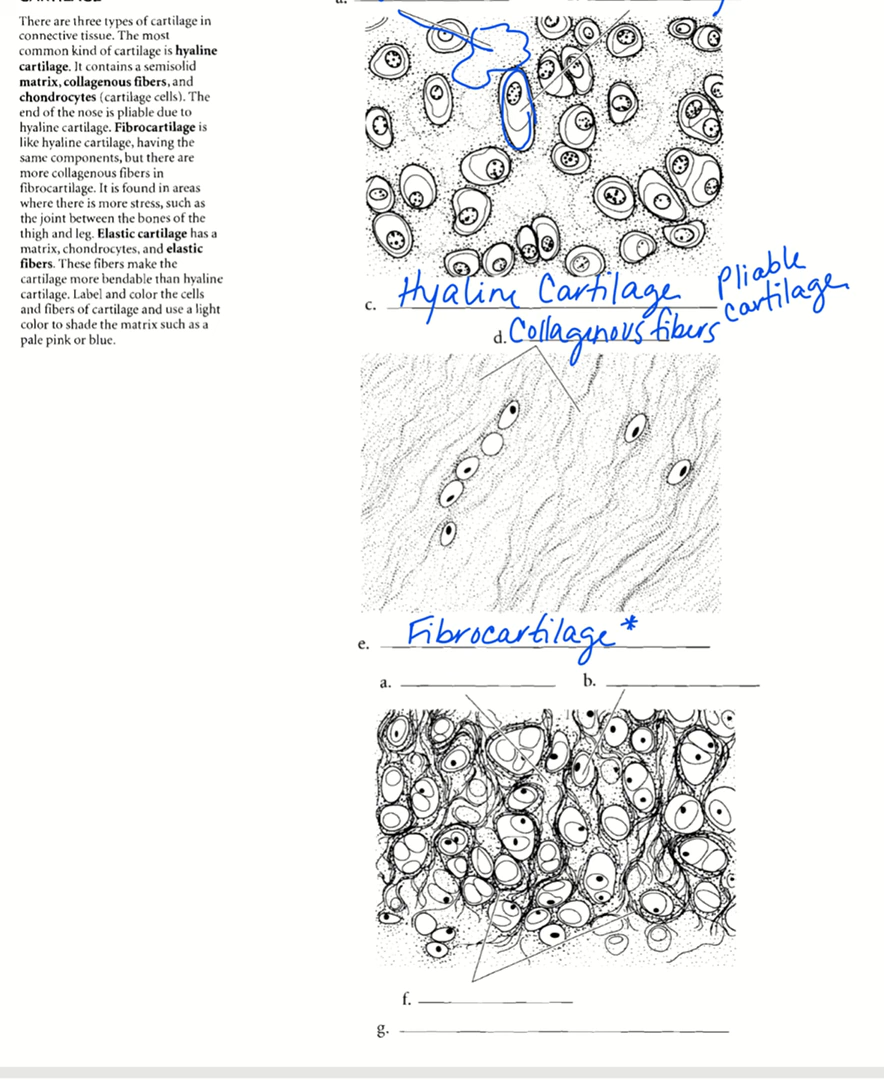 There are three types of cartilage in
connective tissue. The most
common kind of cartilage is hyaline
cartilage. It contains a semisolid
matrix, collagenous fibers, and
chondrocytes (cartilage cells). The
end of the nose is pliable due to
hyaline cartilage. Fibrocartilage is
like hyaline cartilage, having the
same components, but there are
more collagenous fibers in
fibrocartilage. It is found in areas
where there is more stress, such as
the joint between the bones of the
thigh and leg. Elastic cartilage has a
matrix, chondrocytes, and elastic
fibers. These fibers make the
cartilage more bendable than hyaline
cartilage. Label and color the cells
and fibers of cartilage and use a light
color to shade the matrix such as a
pale pink or blue.
c. Hyaline Cartilage
Pliable
cartilage
d. Collagenous fibers
e. Fibrocartilage *
a.
b.
f.
g.